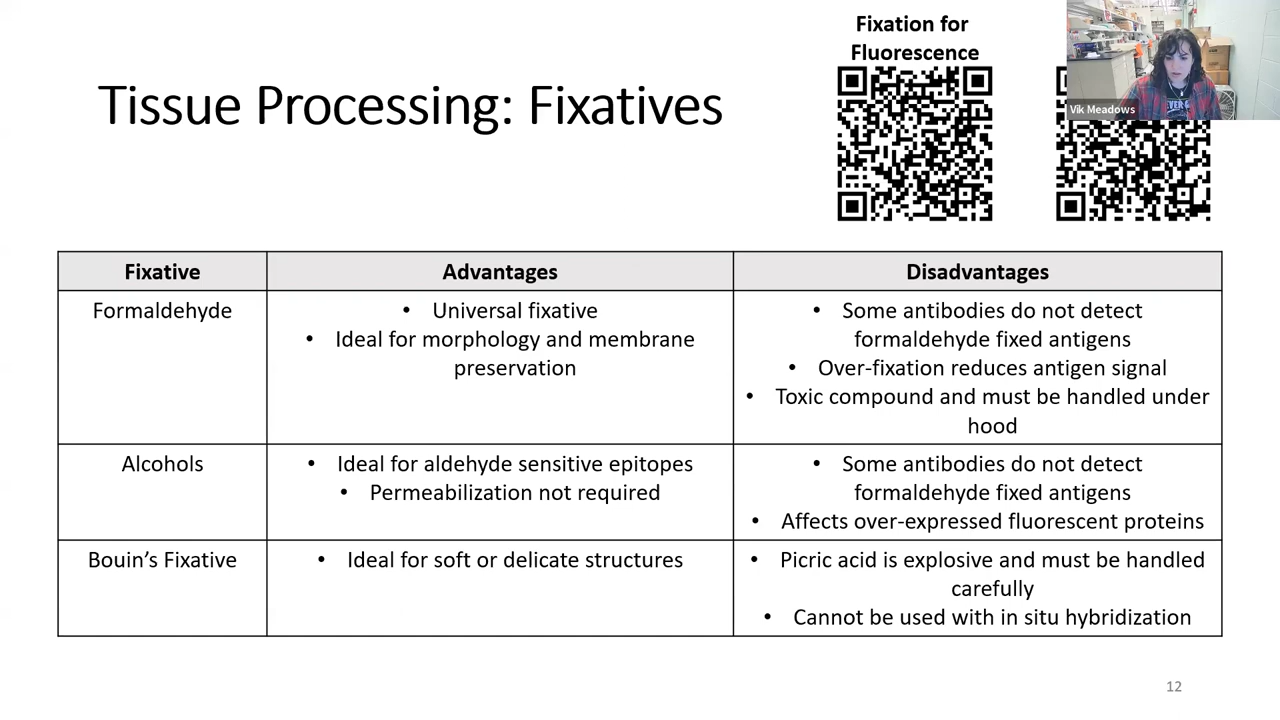 Fixation for
Fluorescence
Vik Meadows
Tissue Processing: Fixatives
Fixative
Advantages
Disadvantages
Formaldehyde
• Universal fixative
• Ideal for morphology and membrane
preservation
• Some antibodies do not detect
formaldehyde fixed antigens
• Over-fixation reduces antigen signal
• Toxic compound and must be handled under
hood
Alcohols
• Ideal for aldehyde sensitive epitopes
• Permeabilization not required
• Some antibodies do not detect
formaldehyde fixed antigens
• Affects over-expressed fluorescent proteins
Bouin’s Fixative
• Ideal for soft or delicate structures
• Picric acid is explosive and must be handled
carefully
• Cannot be used with in situ hybridization
12